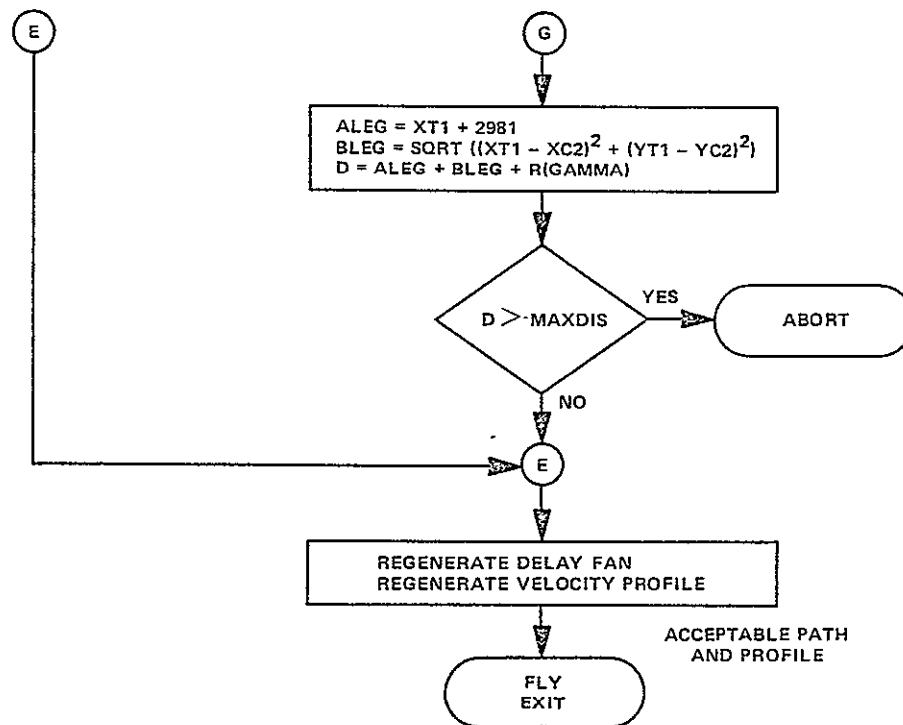 E
G
ALEG = XT1 + 2981
BLEG = SQRT ((XT1 – XC2)² + (YT1 – YC2)²)
D = ALEG + BLEG + R(GAMMA)
D > MAXDIS
YES
ABORT
NO
E
REGENERATE DELAY FAN
REGENERATE VELOCITY PROFILE
ACCEPTABLE PATH
AND PROFILE
FLY
EXIT